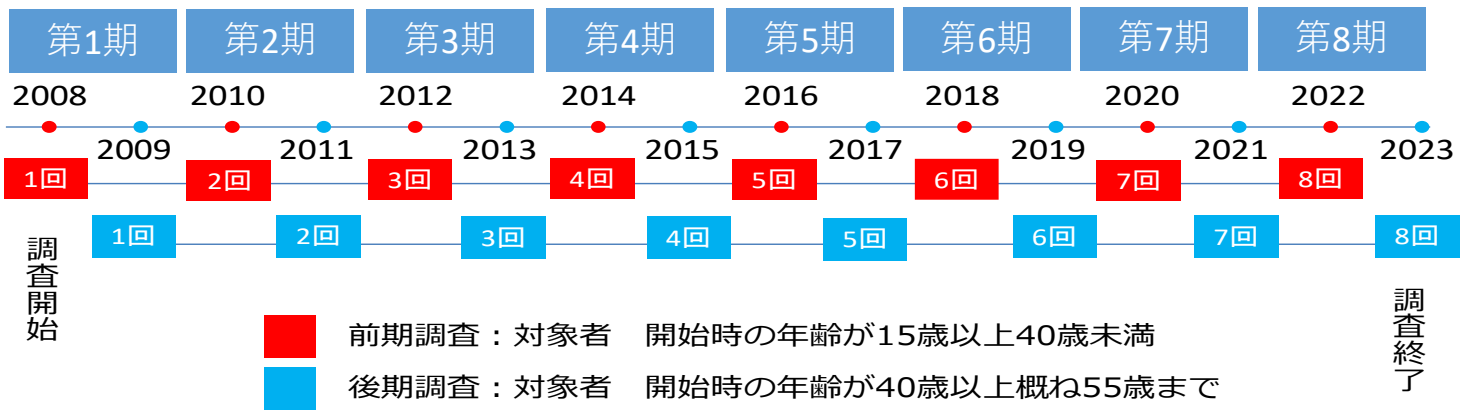 第1期 第2期 第3期 第4期 第5期 第6期 第7期 第8期
2008 2010 2012 2014 2016 2018 2020 2022
2009 2011 2013 2015 2017 2019 2021 2023
1回 2回 3回 4回 5回 6回 7回 8回
1回 2回 3回 4回 5回 6回 7回 8回
調査開始
調査終了
前期調査：対象者　開始時の年齢が15歳以上40歳未満
後期調査：対象者　開始時の年齢が40歳以上概ね55歳まで